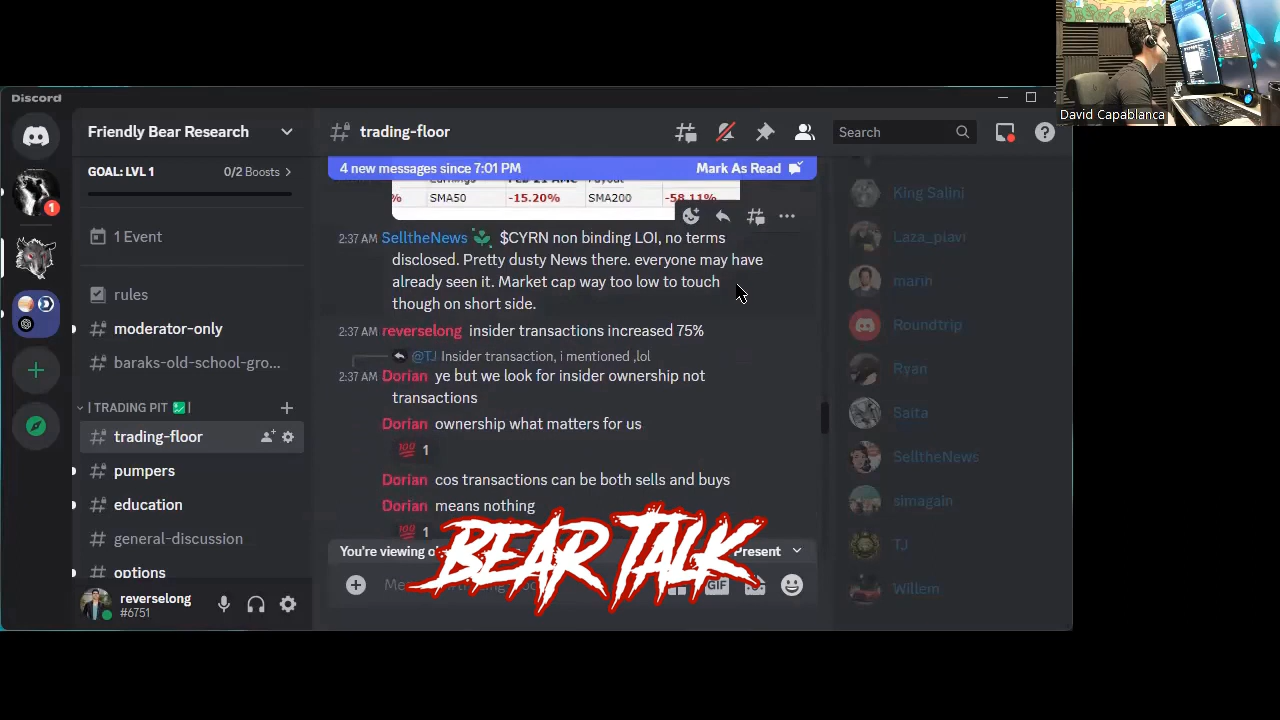 David Capablanca
Discord
Friendly Bear Research
GOAL: LVL 1
0/2 Boosts
1 Event
rules
moderator-only
baraks-old-school-gro...
| TRADING PIT |
trading-floor
pumpers
education
general-discussion
options
reverselong
#6751
1
trading-floor
Search
4 new messages since 7:01 PM
Mark As Read
Earnings
% SMA50 -15.20% SMA200 -58.11%
2:37 AM SelltheNews $CYRN non binding LOI, no terms
disclosed. Pretty dusty News there. everyone may have
already seen it. Market cap way too low to touch
though on short side.
2:37 AM reverselong insider transactions increased 75%
@TJ Insider transaction, i mentioned ,lol
2:37 AM Dorian ye but we look for insider ownership not
transactions
Dorian ownership what matters for us
💯 1
Dorian cos transactions can be both sells and buys
Dorian means nothing
💯 1
You're viewing
Present
GIF
BEAR TALK
King Salini
Laza_plavi
marin
Roundtrip
Ryan
Saita
SelltheNews
simagain
TJ
Willem